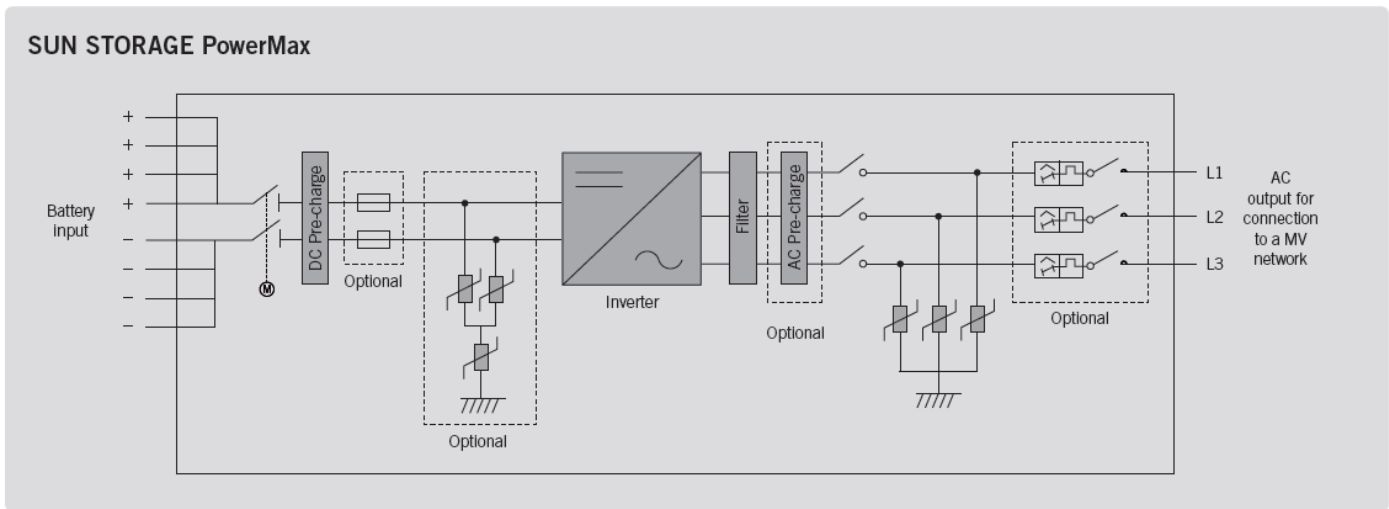 SUN STORAGE PowerMax
+
+
+
+
Battery
input
−
−
−
−
M
DC Pre-charge
Optional
Optional
Inverter
Filter
AC Pre-charge
Optional
Optional
L1
L2
L3
AC
output for
connection
to a MV
network